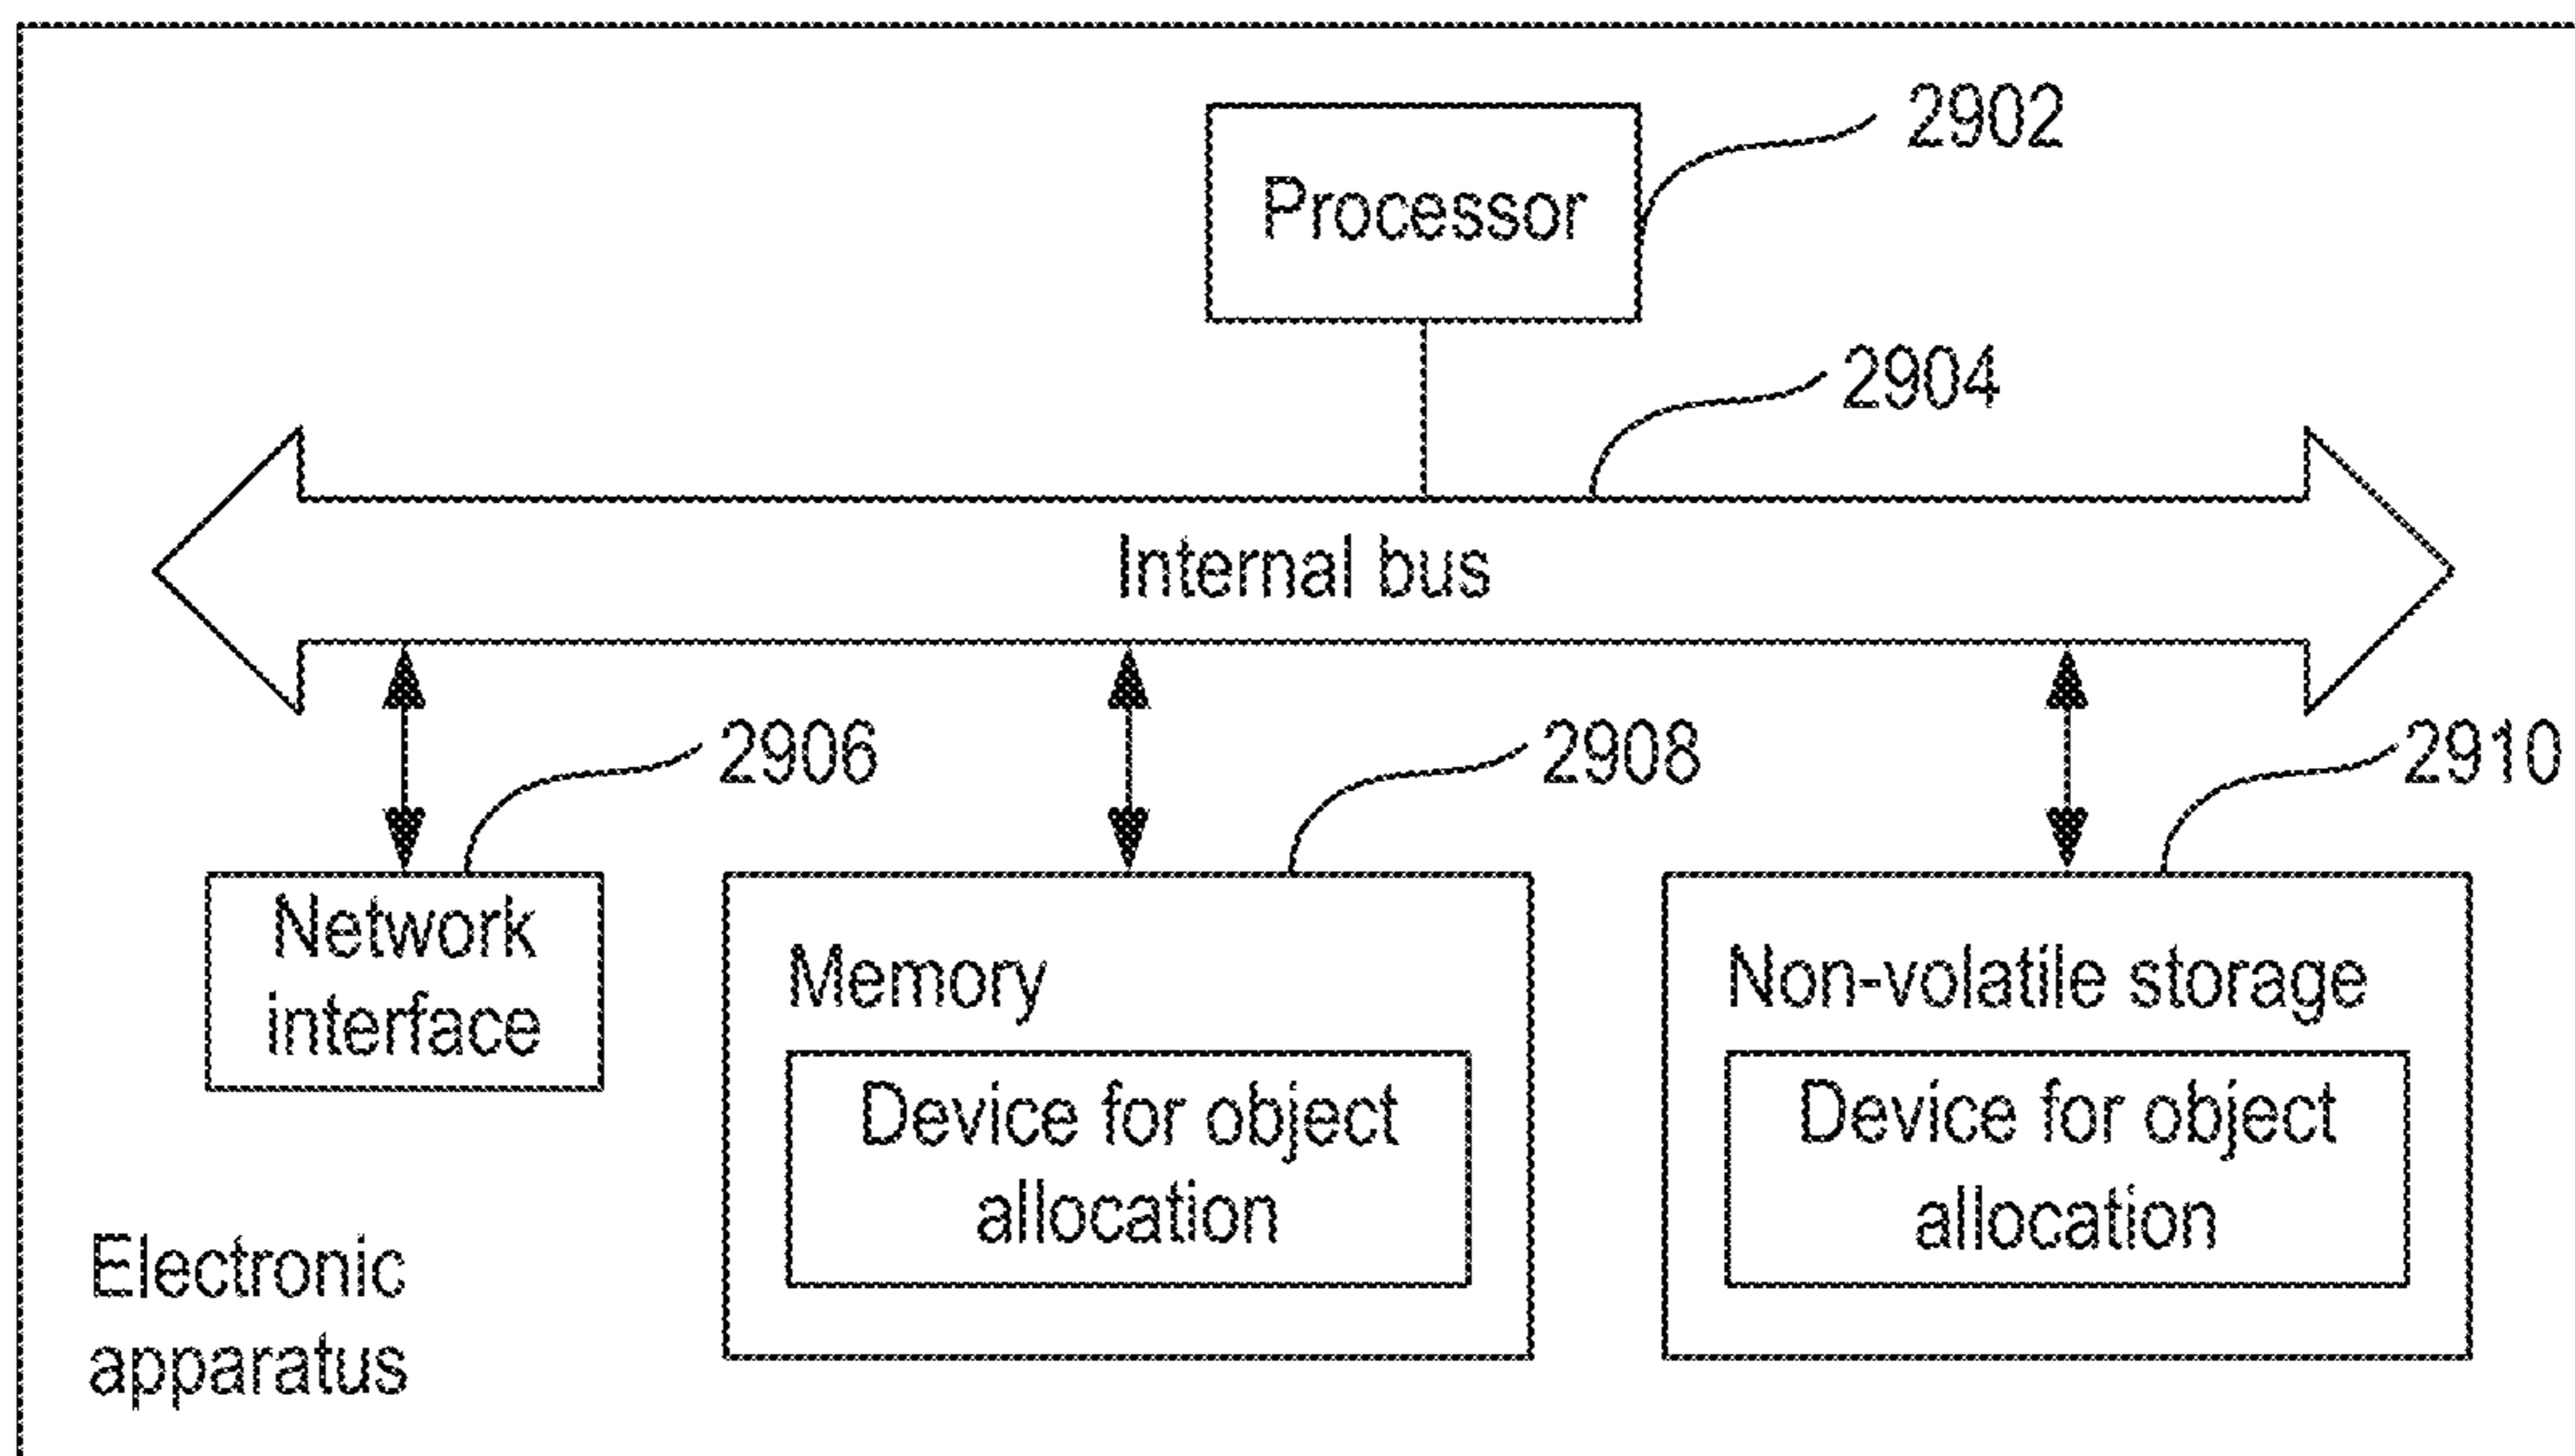 2902
Processor
2904
Internal bus
2906
2908
2910
Network
interface
Memory
Device for object
allocation
Non-volatile storage
Device for object
allocation
Electronic
apparatus